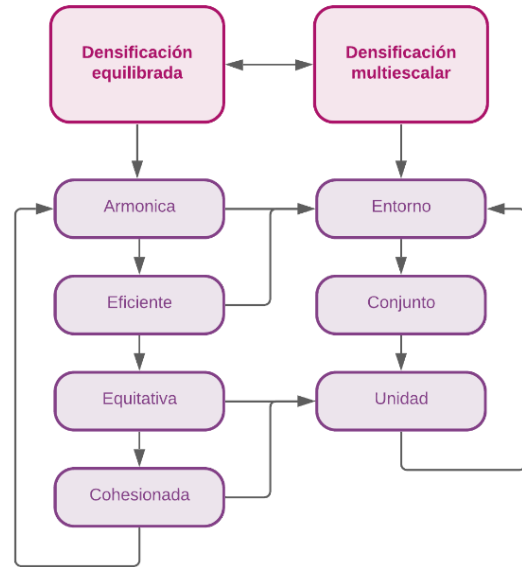 Densificación
equilibrada
Densificación
multiescalar
Armonica
Entorno
Eficiente
Conjunto
Equitativa
Unidad
Cohesionada